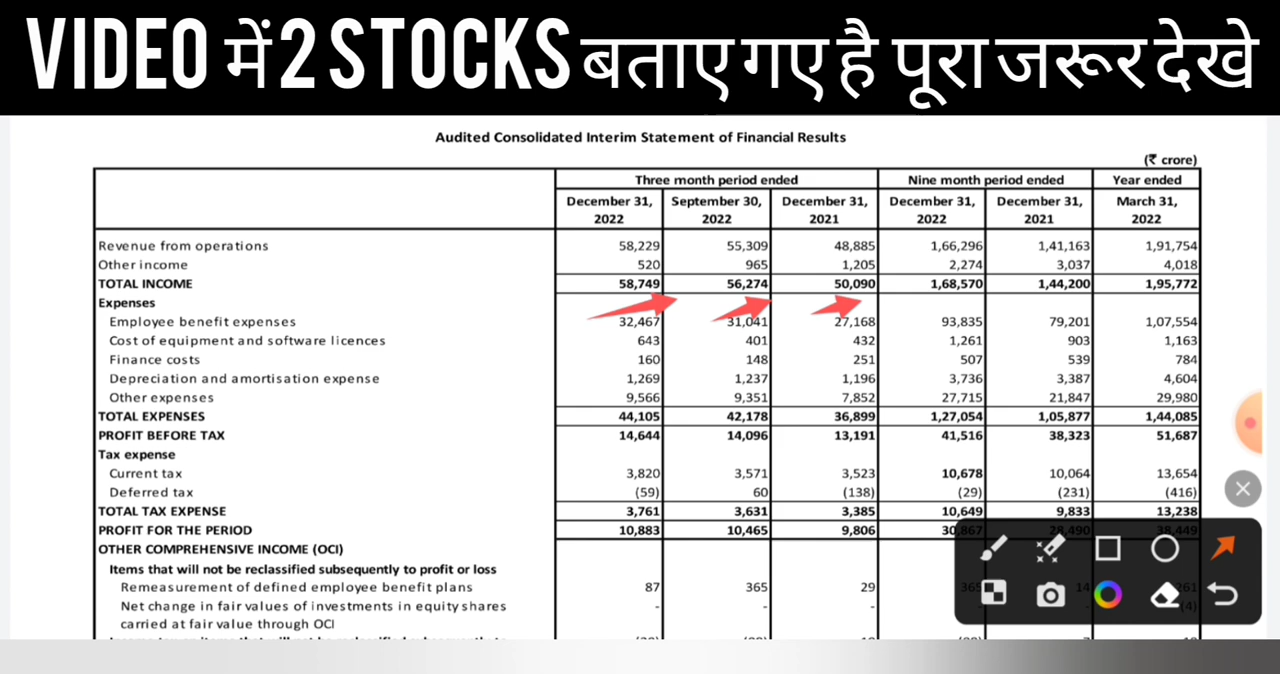 VIDEO में 2 STOCKS बताए गए है पूरा जरूर देखे
Audited Consolidated Interim Statement of Financial Results
(₹ crore)
Three month period ended Nine month period ended Year ended
December 31, September 30, December 31, December 31, December 31, March 31,
2022 2022 2021 2022 2021 2022
Revenue from operations 58,229 55,309 48,885 1,66,296 1,41,163 1,91,754
Other income 520 965 1,205 2,274 3,037 4,018
TOTAL INCOME 58,749 56,274 50,090 1,68,570 1,44,200 1,95,772
Expenses
Employee benefit expenses 32,467 31,041 27,168 93,835 79,201 1,07,554
Cost of equipment and software licences 643 401 432 1,261 903 1,163
Finance costs 160 148 251 507 539 784
Depreciation and amortisation expense 1,269 1,237 1,196 3,736 3,387 4,604
Other expenses 9,566 9,351 7,852 27,715 21,847 29,980
TOTAL EXPENSES 44,105 42,178 36,899 1,27,054 1,05,877 1,44,085
PROFIT BEFORE TAX 14,644 14,096 13,191 41,516 38,323 51,687
Tax expense
Current tax 3,820 3,571 3,523 10,678 10,064 13,654
Deferred tax (59) 60 (138) (29) (231) (416)
TOTAL TAX EXPENSE 3,761 3,631 3,385 10,649 9,833 13,238
PROFIT FOR THE PERIOD 10,883 10,465 9,806 30,867 28,490 38,449
OTHER COMPREHENSIVE INCOME (OCI)
Items that will not be reclassified subsequently to profit or loss
Remeasurement of defined employee benefit plans 87 365 29 365 14 261
Net change in fair values of investments in equity shares - - - (4)
carried at fair value through OCI